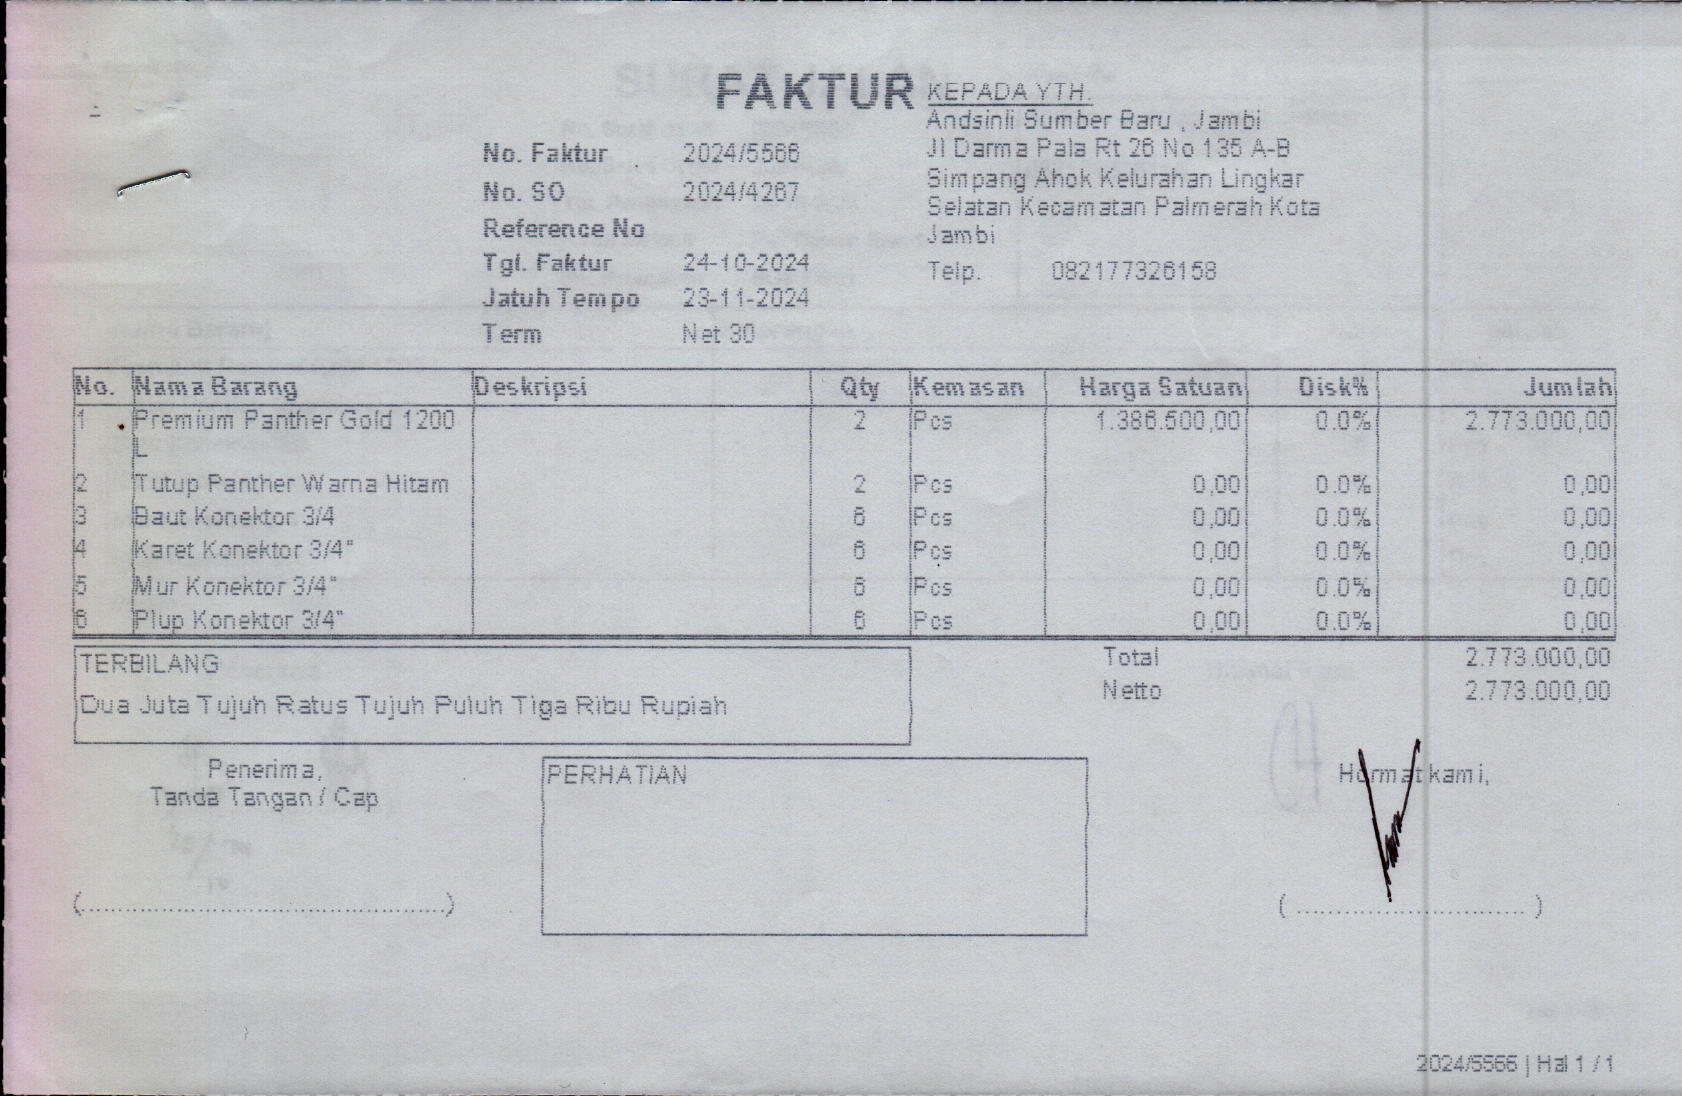 FAKTUR
KEPADA YTH.
Andsinli Sumber Baru , Jambi
Jl Darma Pala Rt 26 No 135 A-B
Simpang Ahok Kelurahan Lingkar
Selatan Kecamatan Palmerah Kota
Jambi
Telp. 082177326158
No. Faktur 2024/5566
No. SO 2024/4267
Reference No
Tgl. Faktur 24-10-2024
Jatuh Tempo 23-11-2024
Term Net 30
No. Nama Barang Deskripsi Qty Kemasan Harga Satuan Disk% Jumlah
1 Premium Panther Gold 1200 2 Pcs 1.386.500,00 0.0% 2.773.000,00
L
2 Tutup Panther Warna Hitam 2 Pcs 0,00 0.0% 0,00
3 Baut Konektor 3/4 6 Pcs 0,00 0.0% 0,00
4 Karet Konektor 3/4" 6 Pcs 0,00 0.0% 0,00
5 Mur Konektor 3/4" 6 Pcs 0,00 0.0% 0,00
6 Plup Konektor 3/4" 6 Pcs 0,00 0.0% 0,00
TERBILANG
Dua Juta Tujuh Ratus Tujuh Puluh Tiga Ribu Rupiah
Total 2.773.000,00
Netto 2.773.000,00
Penerima,
Tanda Tangan / Cap
(................................................)
PERHATIAN
Hormat kami,
( ............................. )
2024/5566 | Hal 1 / 1